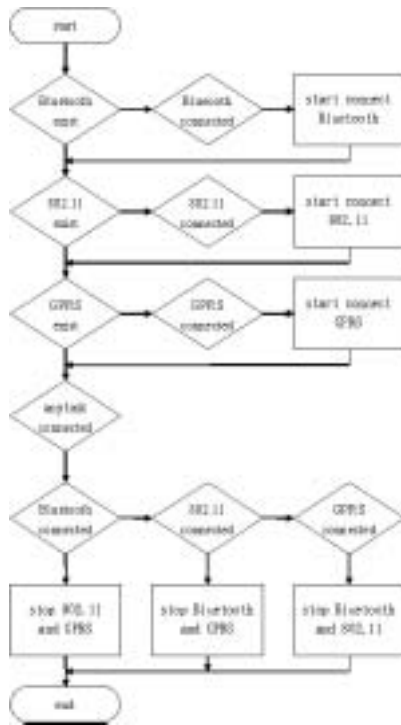 start
Bluetooth
exist
Bluetooth
connected
start connect
Bluetooth
802.11
exist
802.11
connected
start connect
802.11
GPRS
exist
GPRS
connected
start connect
GPRS
connected
Bluetooth
connected
802.11
connected
GPRS
connected
stop 802.11
and GPRS
stop Bluetooth
and GPRS
stop Bluetooth
and 802.11
end